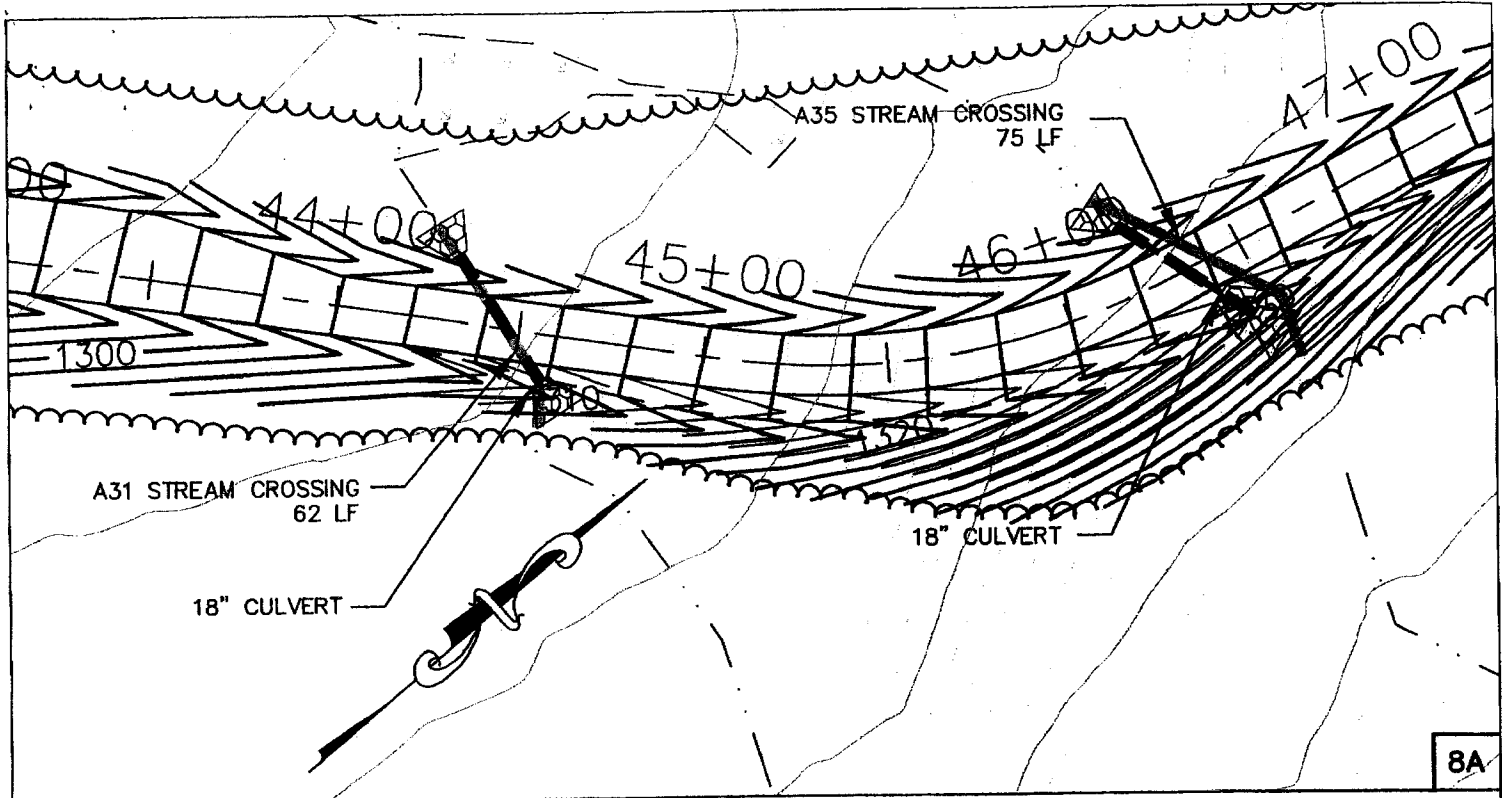 47+00
A35 STREAM CROSSING
75 LF
44+00
45+00
46+00
1300
1310
1320
A31 STREAM CROSSING
62 LF
18" CULVERT
18" CULVERT
N
8A